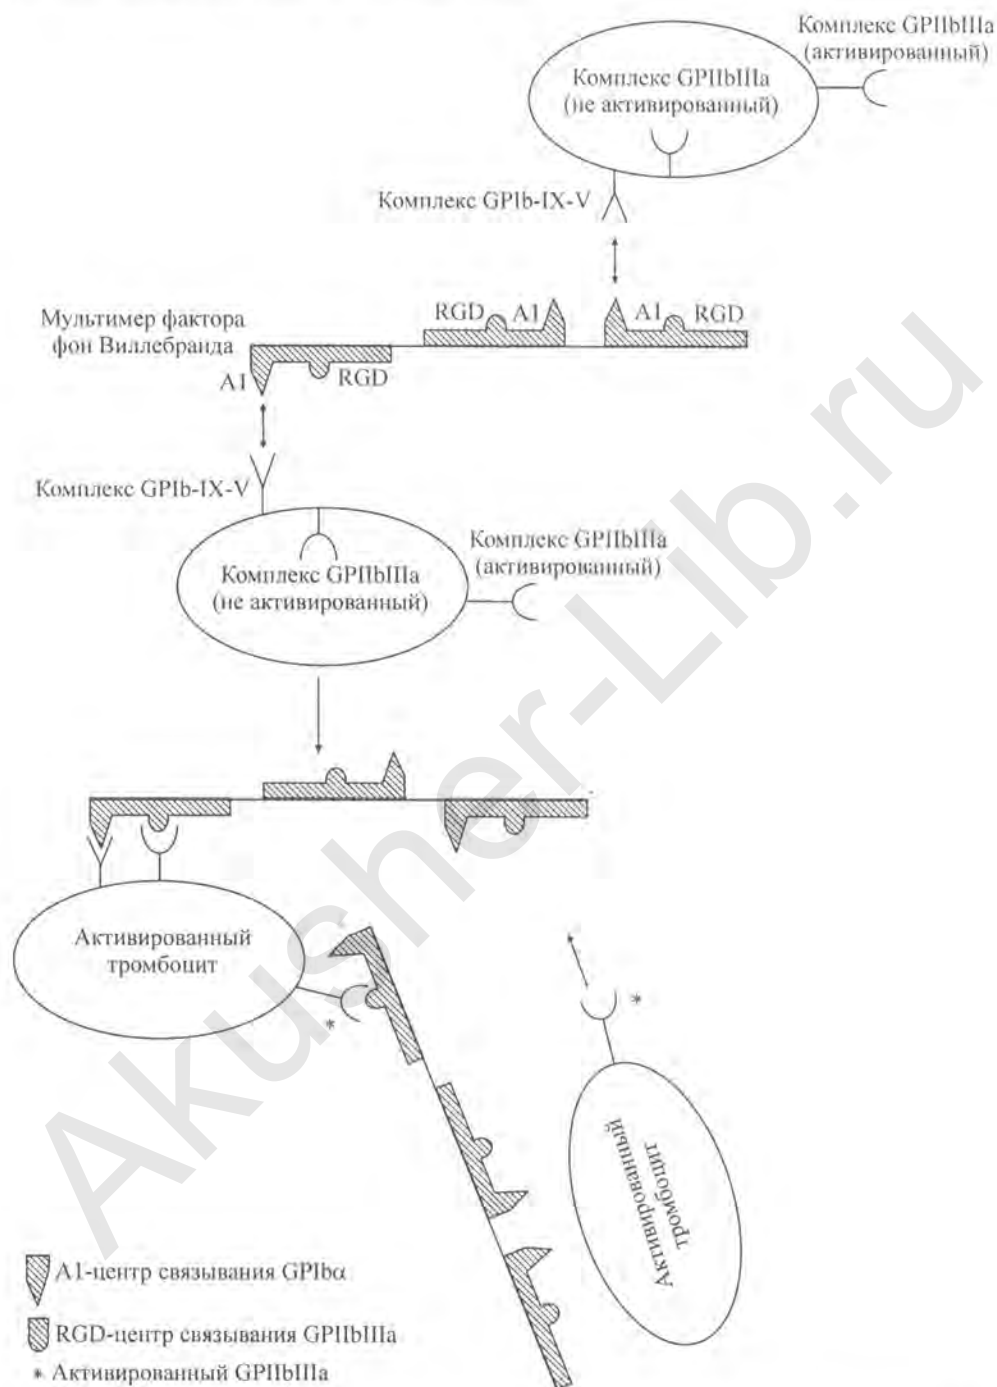 Комплекс GPIIbIIIa
(активированный)
Комплекс GPIIbIIIa
(не активированный)
Комплекс GPIb-IX-V
Мультимер фактора
фон Виллебранда
RGD A1 A1 RGD
A1 RGD
Комплекс GPIb-IX-V
Комплекс GPIIbIIIa
(активированный)
Комплекс GPIIbIIIa
(не активированный)
Активированный
тромбоцит
*
*
Активированный
тромбоцит
A1-центр связывания GPIbα
RGD-центр связывания GPIIbIIIa
* Активированный GPIIbIIIa
Akusher-Lib.ru